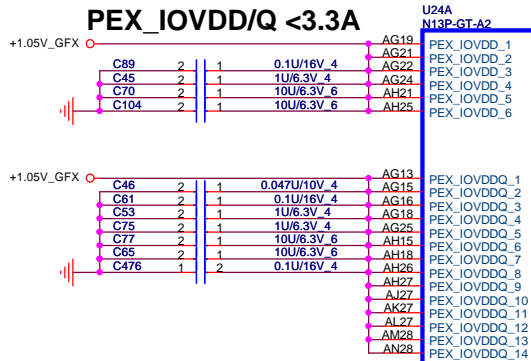 PEX_IOVDD/Q <3.3A
U24A
N13P-GT-A2
+1.05V_GFX AG19 PEX_IOVDD_1
AG21 PEX_IOVDD_2
C89 2 1 0.1U/16V_4 AG22 PEX_IOVDD_3
C45 2 1 1U/6.3V_4 AG24 PEX_IOVDD_4
C70 2 1 10U/6.3V_6 AH21 PEX_IOVDD_5
C104 2 1 10U/6.3V_6 AH25 PEX_IOVDD_6
+1.05V_GFX AG13 PEX_IOVDDQ_1
C46 2 1 0.047U/10V_4 AG15 PEX_IOVDDQ_2
C61 2 1 0.1U/16V_4 AG16 PEX_IOVDDQ_3
C53 2 1 1U/6.3V_4 AG18 PEX_IOVDDQ_4
C75 2 1 1U/6.3V_4 AG25 PEX_IOVDDQ_5
C77 2 1 10U/6.3V_6 AH15 PEX_IOVDDQ_6
C65 2 1 10U/6.3V_6 AH18 PEX_IOVDDQ_7
C476 1 2 0.1U/16V_4 AH26 PEX_IOVDDQ_8
AH27 PEX_IOVDDQ_9
AJ27 PEX_IOVDDQ_10
AK27 PEX_IOVDDQ_11
AL27 PEX_IOVDDQ_12
AM28 PEX_IOVDDQ_13
AN28 PEX_IOVDDQ_14